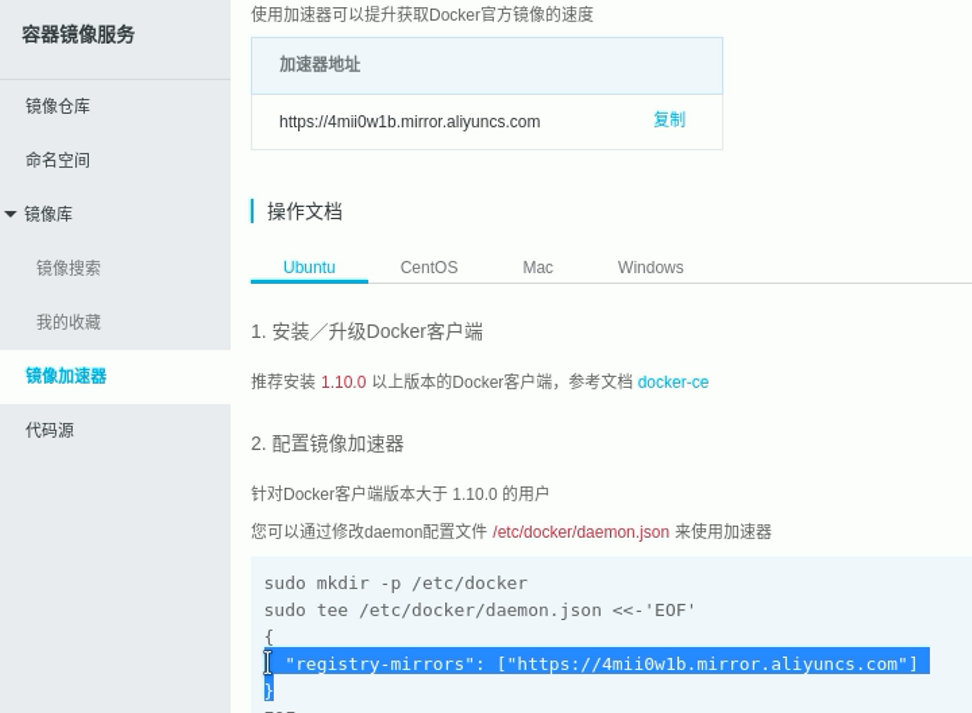 容器镜像服务
镜像仓库
命名空间
镜像库
镜像搜索
我的收藏
镜像加速器
代码源
使用加速器可以提升获取Docker官方镜像的速度
加速器地址
https://4mii0w1b.mirror.aliyuncs.com 复制
操作文档
Ubuntu CentOS Mac Windows
1. 安装／升级Docker客户端
推荐安装 1.10.0 以上版本的Docker客户端，参考文档 docker-ce
2. 配置镜像加速器
针对Docker客户端版本大于 1.10.0 的用户
您可以通过修改daemon配置文件 /etc/docker/daemon.json 来使用加速器
sudo mkdir -p /etc/docker
sudo tee /etc/docker/daemon.json <<-'EOF'
{
"registry-mirrors": ["https://4mii0w1b.mirror.aliyuncs.com"]
}